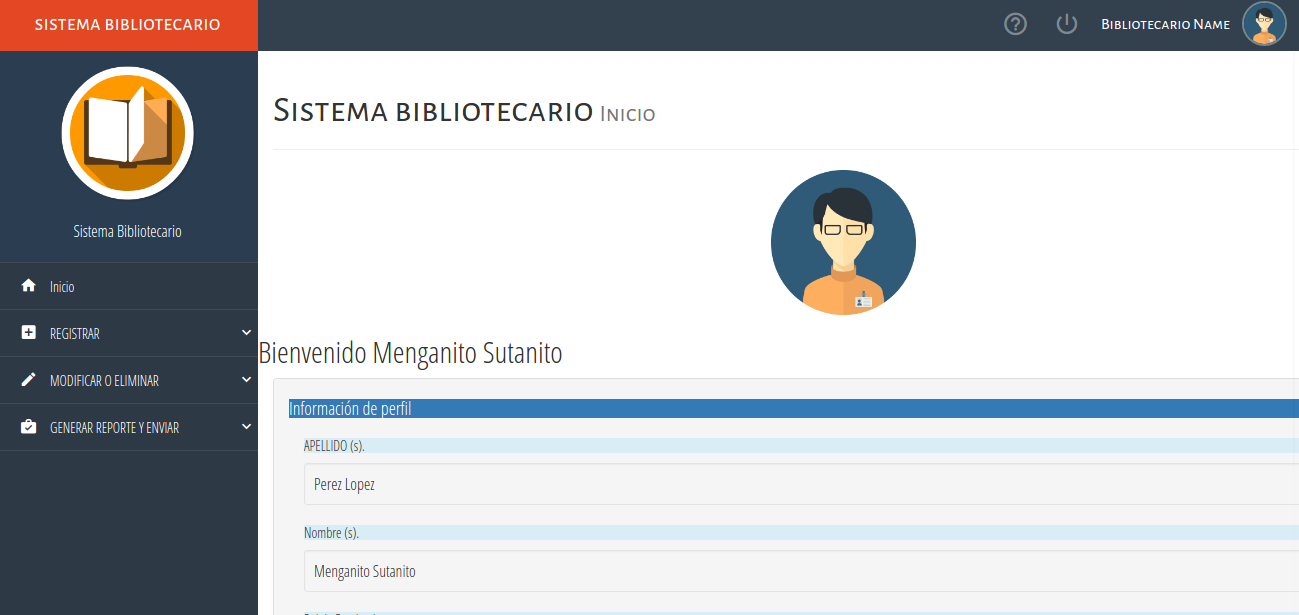 SISTEMA BIBLIOTECARIO
Bibliotecario Name
Sistema Bibliotecario
Inicio
REGISTRAR
MODIFICAR O ELIMINAR
GENERAR REPORTE Y ENVIAR
Sistema bibliotecario Inicio
Bienvenido Menganito Sutanito
Información de perfil
APELLIDO (s).
Perez Lopez
Nombre (s).
Menganito Sutanito